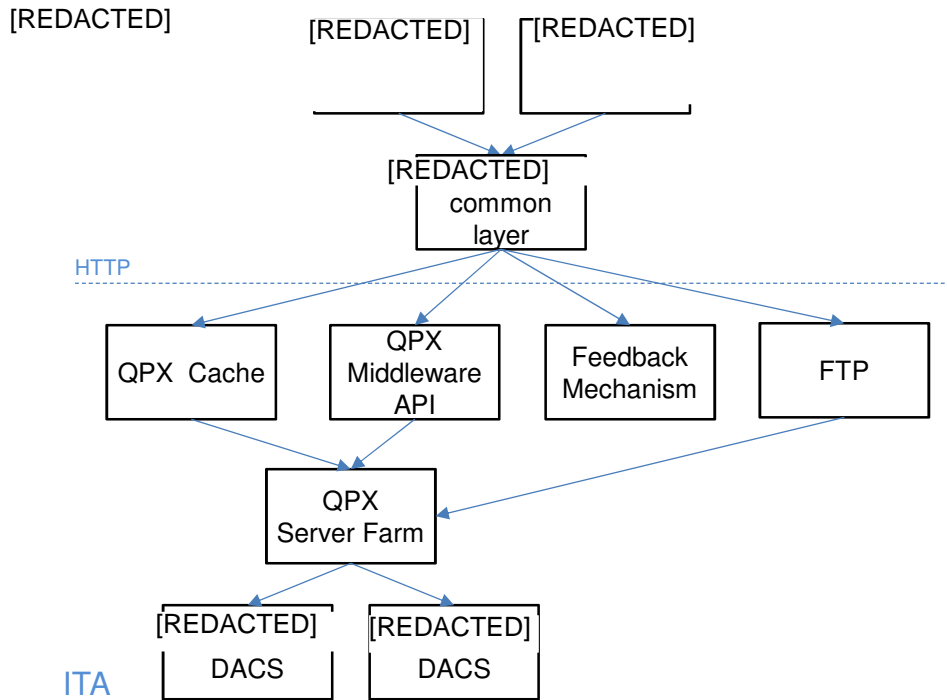 [REDACTED]
[REDACTED]
[REDACTED]
[REDACTED]
common
layer
HTTP
QPX Cache
QPX
Middleware
API
Feedback
Mechanism
FTP
QPX
Server Farm
[REDACTED]
DACS
[REDACTED]
DACS
ITA